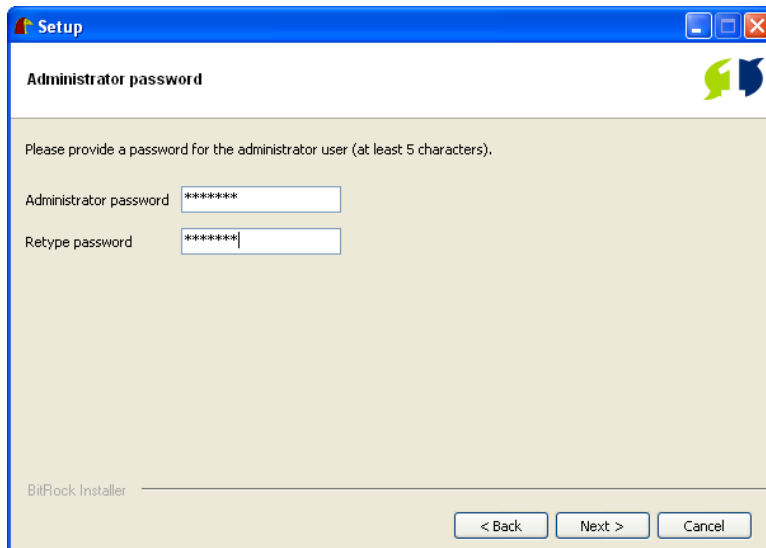 Setup
Administrator password
Please provide a password for the administrator user (at least 5 characters).
Administrator password *******
Retype password *******
BitRock Installer
< Back Next > Cancel